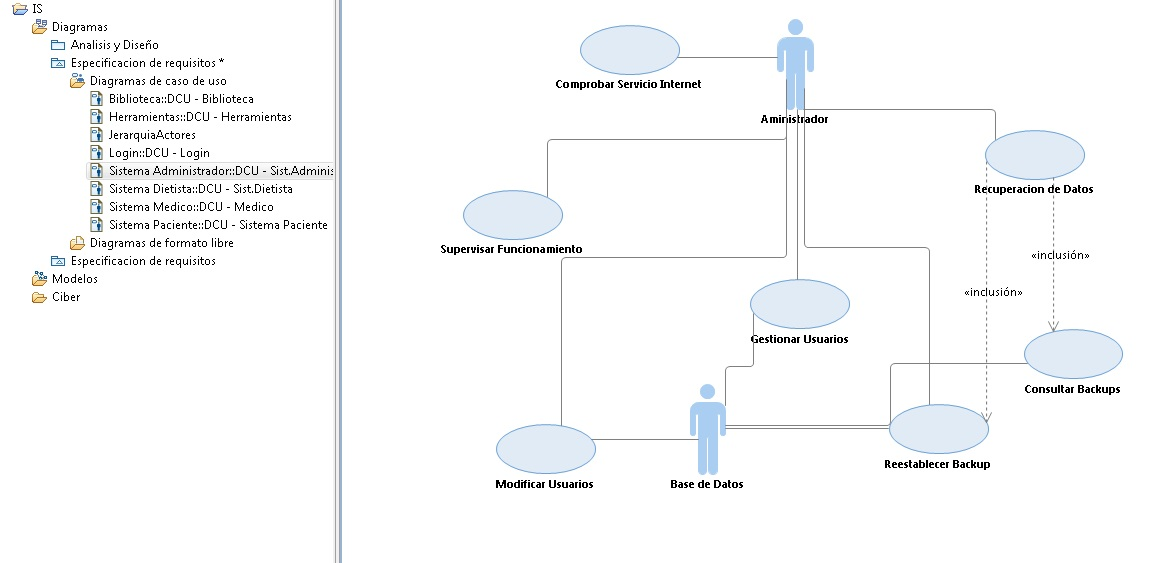 IS
Diagramas
Analisis y Diseño
Especificacion de requisitos *
Diagramas de caso de uso
Biblioteca::DCU - Biblioteca
Herramientas::DCU - Herramientas
JerarquiaActores
Login::DCU - Login
Sistema Administrador::DCU - Sist.Adminis
Sistema Dietista::DCU - Sist.Dietista
Sistema Medico::DCU - Medico
Sistema Paciente::DCU - Sistema Paciente
Diagramas de formato libre
Especificacion de requisitos
Modelos
Ciber
Comprobar Servicio Internet
Aministrador
Recuperacion de Datos
Supervisar Funcionamiento
«inclusión»
«inclusión»
Gestionar Usuarios
Consultar Backups
Reestablecer Backup
Modificar Usuarios
Base de Datos